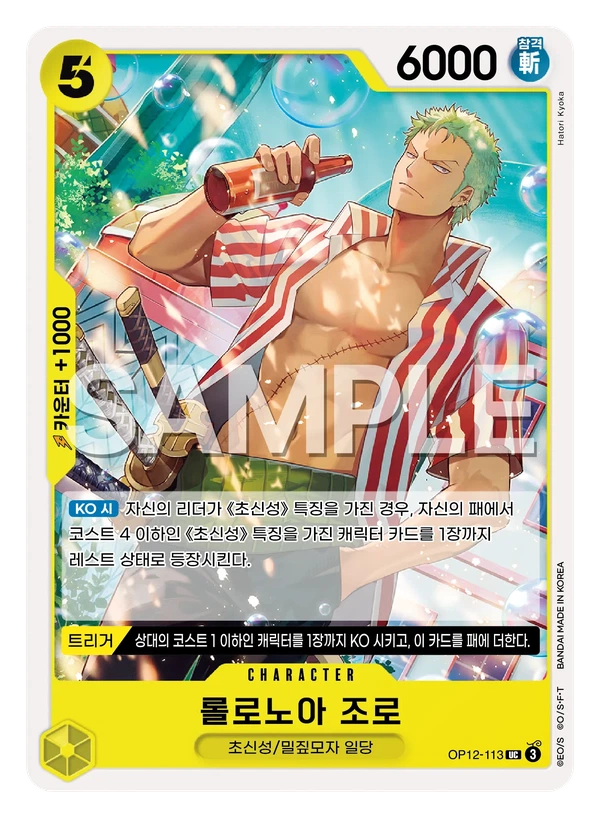 5
6000
참격
斬
Hatori Kyoka
카운터 +1000
SAMPLE
KO 시 자신의 리더가 《초신성》 특징을 가진 경우, 자신의 패에서
코스트 4 이하인 《초신성》 특징을 가진 캐릭터 카드를 1장까지
레스트 상태로 등장시킨다.
트리거 상대의 코스트 1 이하인 캐릭터를 1장까지 KO 시키고, 이 카드를 패에 더한다.
CHARACTER
롤로노아 조로
초신성/밀짚모자 일당
OP12-113 UC 3
©EO/S ©O/S·F·T BANDAI MADE IN KOREA